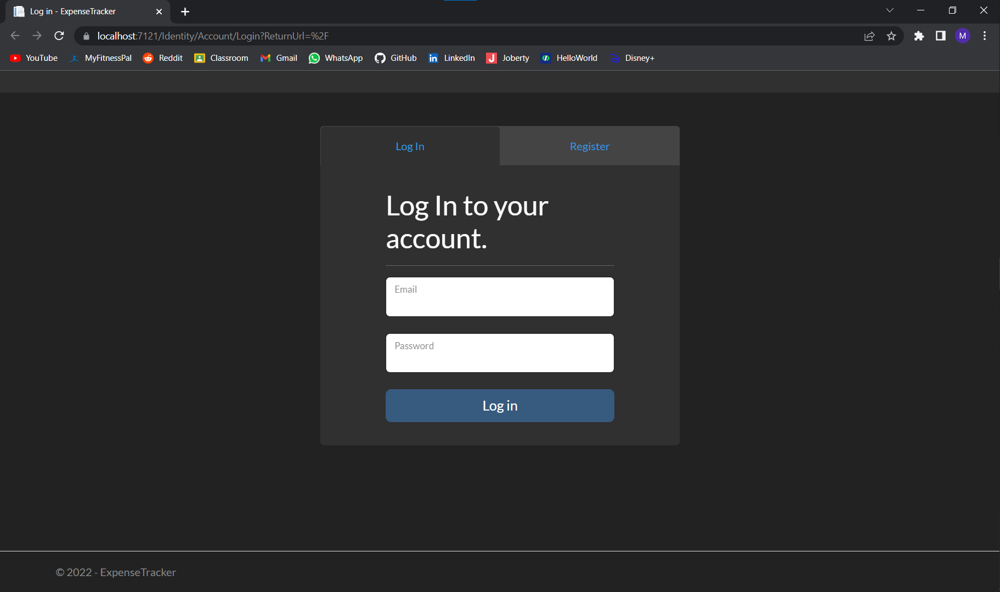 Log in - ExpenseTracker
localhost:7121/Identity/Account/Login?ReturnUrl=%2F
M
YouTube MyFitnessPal Reddit Classroom Gmail WhatsApp GitHub LinkedIn Joberty HelloWorld Disney+
Log In Register
Log In to your
account.
Email
Password
Log in
© 2022 - ExpenseTracker